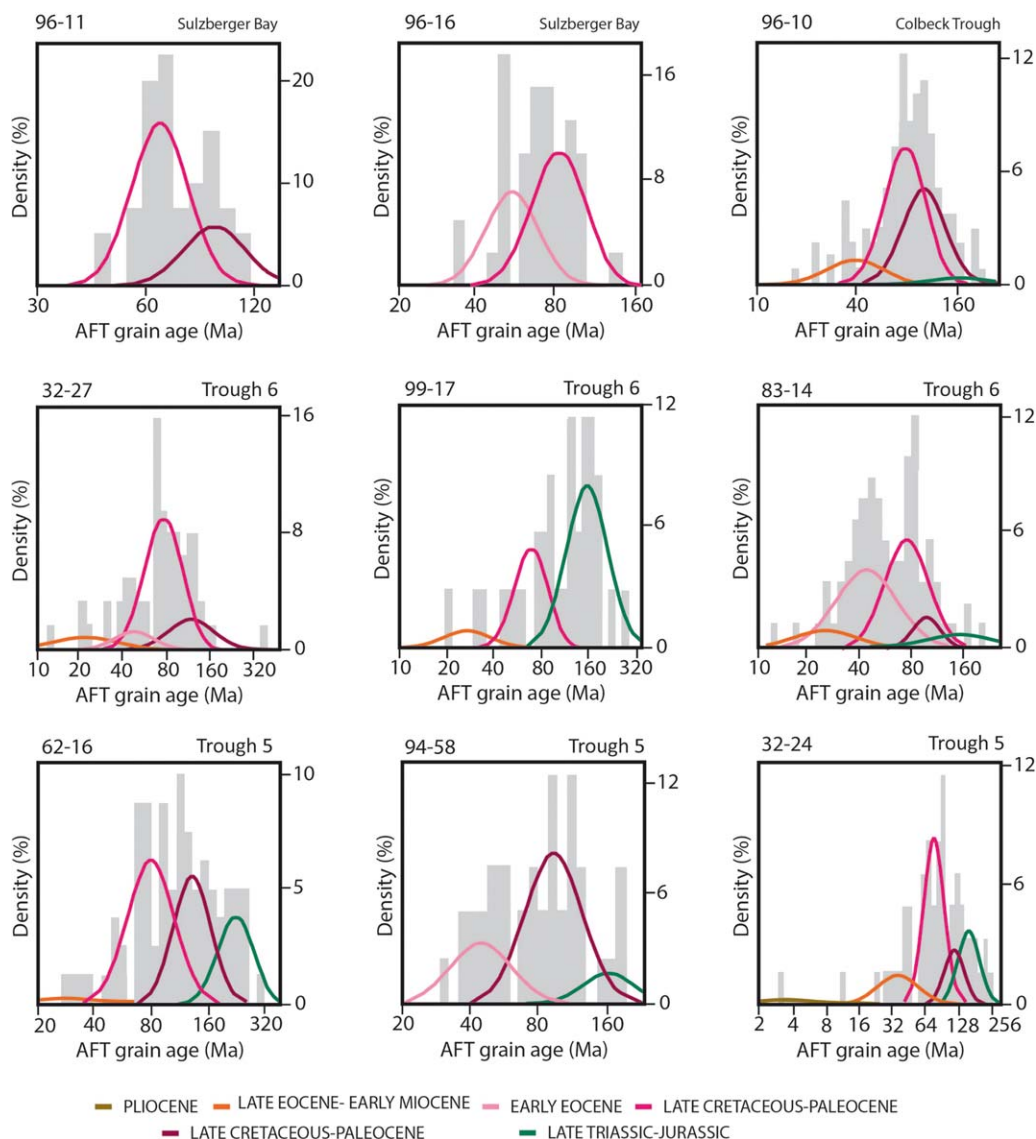 96-11 Sulzberger Bay
Density (%)
20
10
0
30 60 120
AFT grain age (Ma)
96-16 Sulzberger Bay
Density (%)
16
8
0
20 40 80 160
AFT grain age (Ma)
96-10 Colbeck Trough
Density (%)
12
6
0
10 40 160
AFT grain age (Ma)
32-27 Trough 6
Density (%)
16
8
0
10 20 40 80 160 320
AFT grain age (Ma)
99-17 Trough 6
Density (%)
12
6
0
10 20 40 80 160 320
AFT grain age (Ma)
83-14 Trough 6
Density (%)
12
6
0
10 20 40 80 160
AFT grain age (Ma)
62-16 Trough 5
Density (%)
10
5
0
20 40 80 160 320
AFT grain age (Ma)
94-58 Trough 5
Density (%)
12
6
0
20 40 80 160
AFT grain age (Ma)
32-24 Trough 5
Density (%)
12
6
0
2 4 8 16 32 64 128 256
AFT grain age (Ma)
PLIOCENE LATE EOCENE- EARLY MIOCENE EARLY EOCENE LATE CRETACEOUS-PALEOCENE
LATE CRETACEOUS-PALEOCENE LATE TRIASSIC-JURASSIC